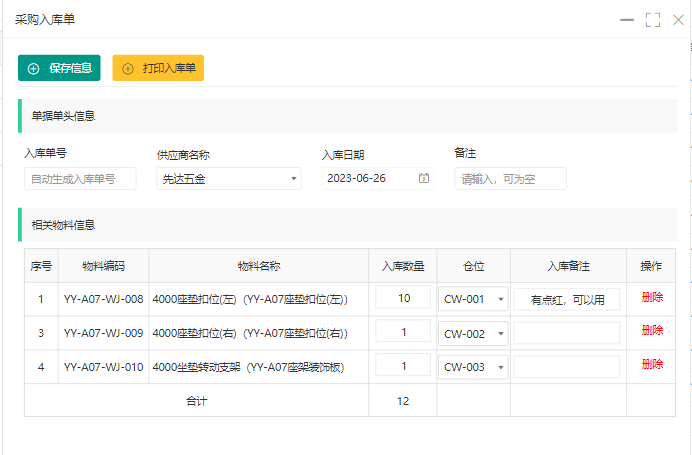 采购入库单
保存信息 打印入库单
单据单头信息
入库单号 供应商名称 入库日期 备注
自动生成入库单号 先达五金 2023-06-26 请输入，可为空
相关物料信息
序号 物料编码 物料名称 入库数量 仓位 入库备注 操作
1 YY-A07-WJ-008 4000座垫扣位(左)（YY-A07座垫扣位(左)） 10 CW-001 有点红，可以用 删除
3 YY-A07-WJ-009 4000座垫扣位(右)（YY-A07座垫扣位(右)） 1 CW-002 删除
4 YY-A07-WJ-010 4000坐垫转动支架（YY-A07座架装饰板） 1 CW-003 删除
合计 12